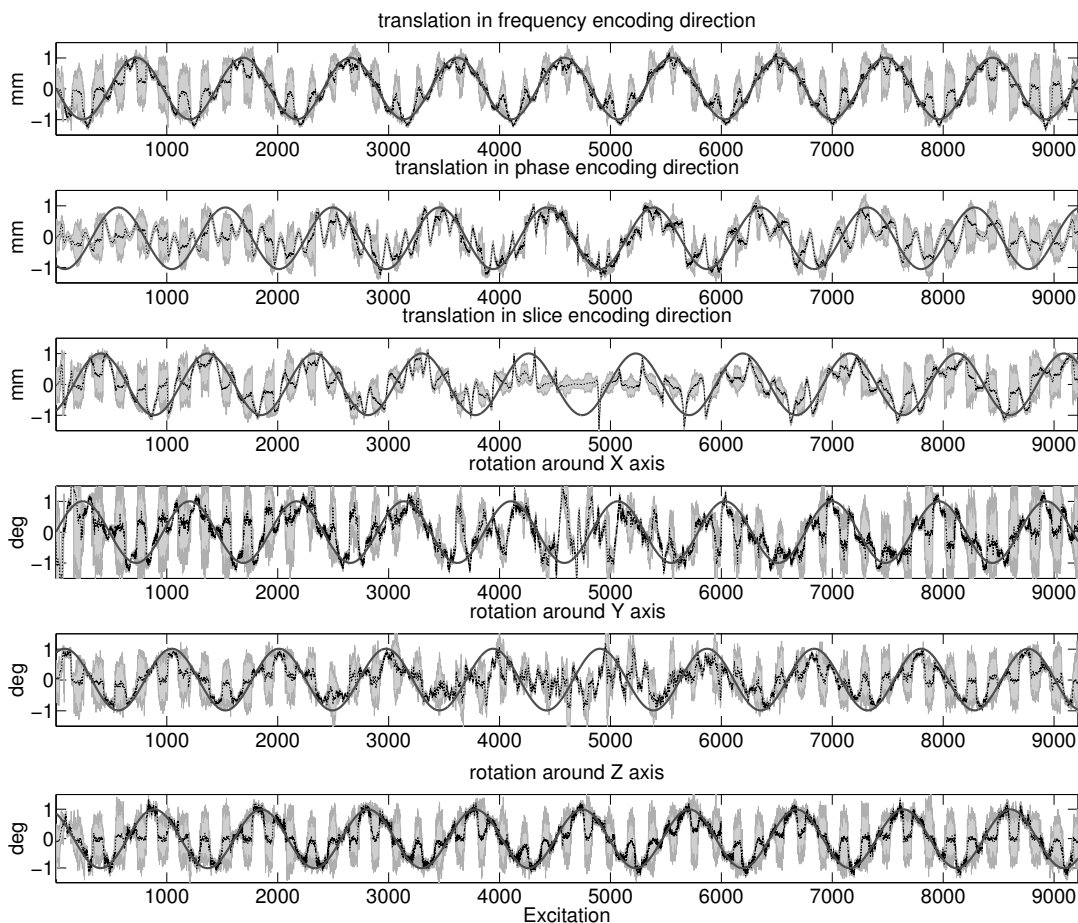 translation in frequency encoding direction
mm
1
0
−1
1000 2000 3000 4000 5000 6000 7000 8000 9000
translation in phase encoding direction
mm
1
0
−1
1000 2000 3000 4000 5000 6000 7000 8000 9000
translation in slice encoding direction
mm
1
0
−1
1000 2000 3000 4000 5000 6000 7000 8000 9000
rotation around X axis
deg
1
0
−1
1000 2000 3000 4000 5000 6000 7000 8000 9000
rotation around Y axis
deg
1
0
−1
1000 2000 3000 4000 5000 6000 7000 8000 9000
rotation around Z axis
deg
1
0
−1
1000 2000 3000 4000 5000 6000 7000 8000 9000
Excitation